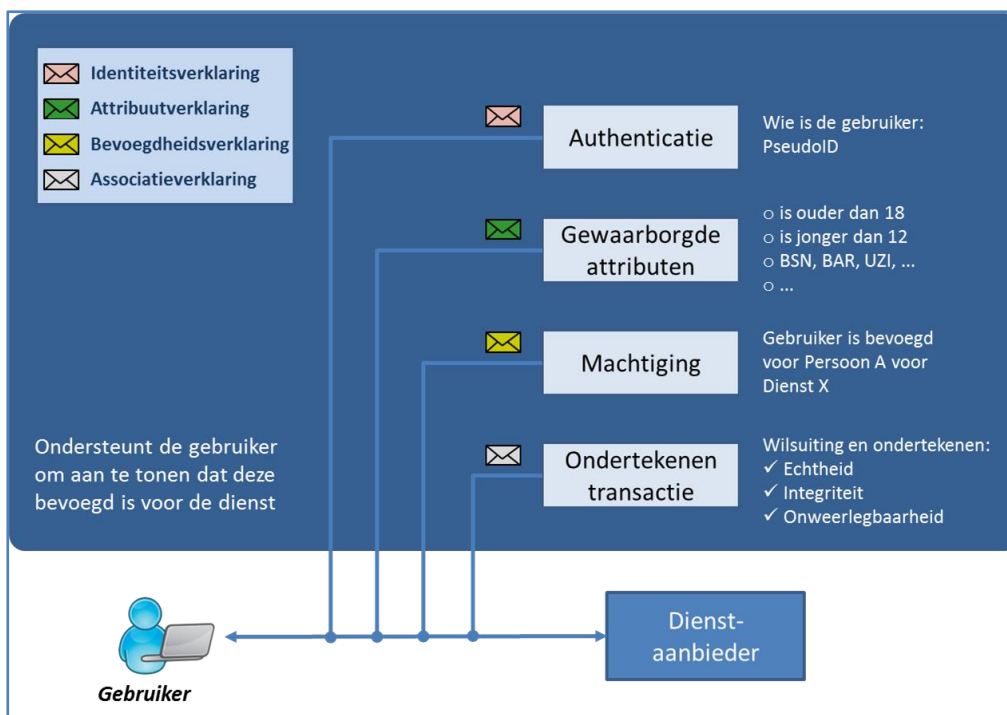 Identiteitsverklaring
Attribuutverklaring
Bevoegdheidsverklaring
Associatieverklaring
Authenticatie
Wie is de gebruiker:
PseudoID
Gewaarborgde
attributen
o is ouder dan 18
o is jonger dan 12
o BSN, BAR, UZI, ...
o ...
Machtiging
Gebruiker is bevoegd
voor Persoon A voor
Dienst X
Ondersteunt de gebruiker
om aan te tonen dat deze
bevoegd is voor de dienst
Ondertekenen
transactie
Wilsuiting en ondertekenen:
✓ Echtheid
✓ Integriteit
✓ Onweerlegbaarheid
Gebruiker
Dienst-
aanbieder